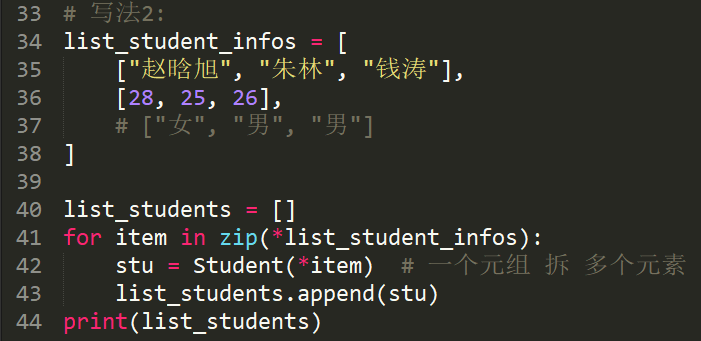 33 # 写法2:
34 list_student_infos = [
35     ["赵晗旭", "朱林", "钱涛"],
36     [28, 25, 26],
37     # ["女", "男", "男"]
38 ]
39
40 list_students = []
41 for item in zip(*list_student_infos):
42     stu = Student(*item)  # 一个元组 拆 多个元素
43     list_students.append(stu)
44 print(list_students)